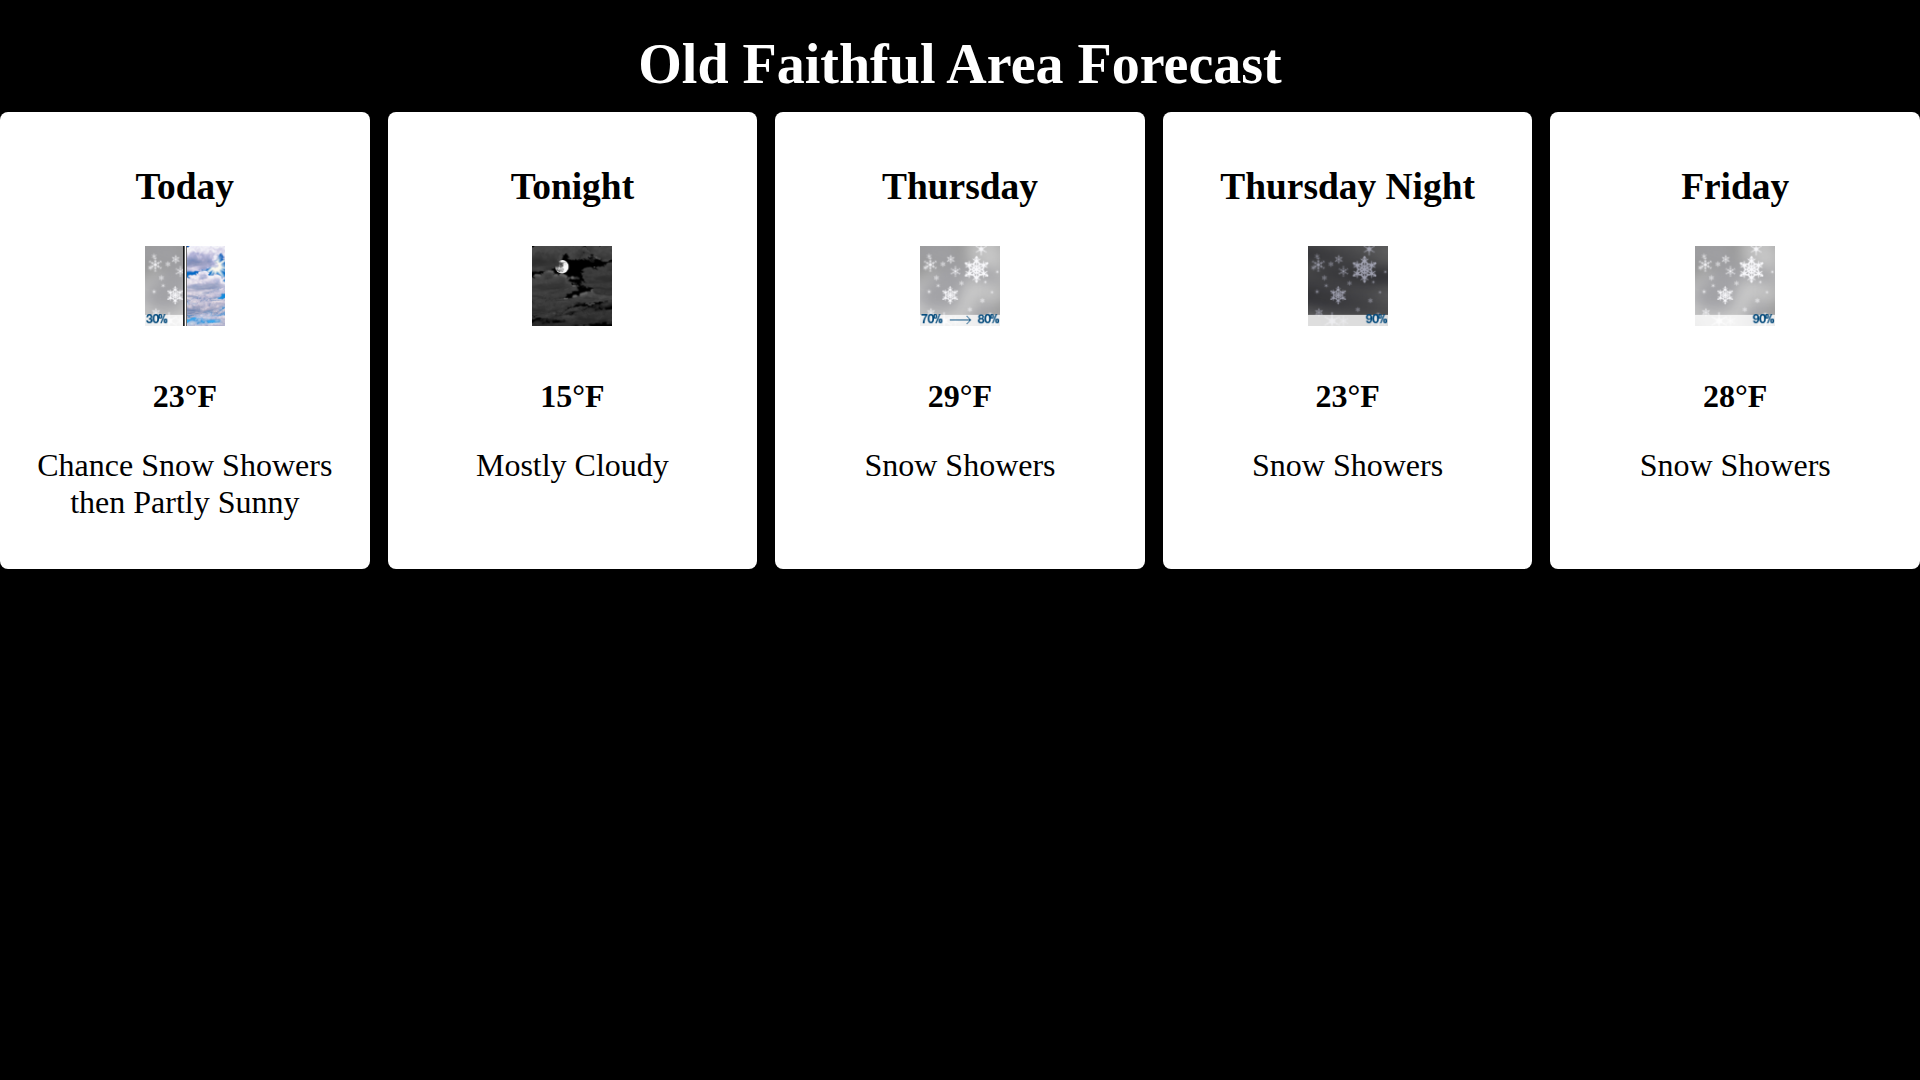 Old Faithful Area Forecast
Today
30%
23°F
Chance Snow Showers
then Partly Sunny
Tonight
15°F
Mostly Cloudy
Thursday
70% → 80%
29°F
Snow Showers
Thursday Night
90%
23°F
Snow Showers
Friday
90%
28°F
Snow Showers